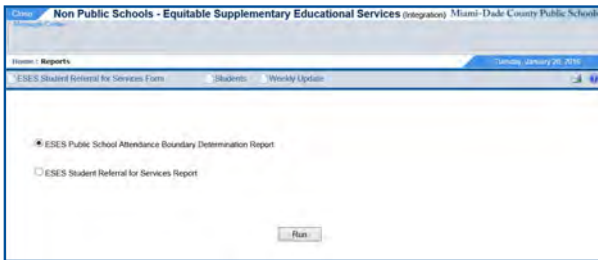 Close Non Public Schools - Equitable Supplementary Educational Services (Integration) Miami-Dade County Public Schools
Home : Reports Tuesday, January 26, 2016
ESES Student Referral for Services Form Students Weekly Update
ESES Public School Attendance Boundary Determination Report
ESES Student Referral for Services Report
Run